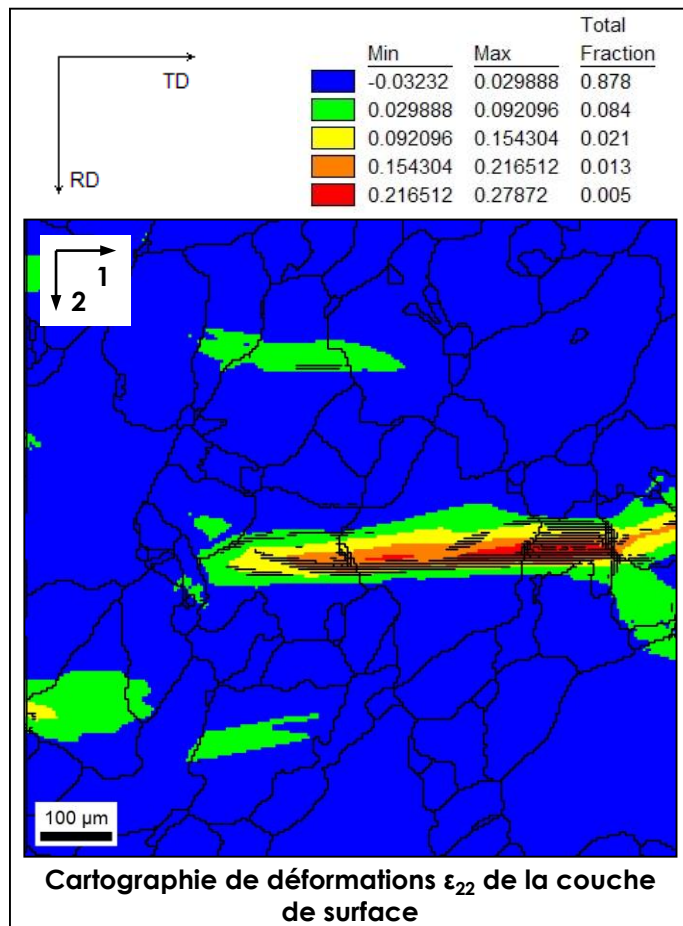 Total
Min Max Fraction
TD
-0.03232 0.029888 0.878
0.029888 0.092096 0.084
0.092096 0.154304 0.021
0.154304 0.216512 0.013
0.216512 0.27872 0.005
RD
1
2
100 µm
Cartographie de déformations ε₂₂ de la couche
de surface